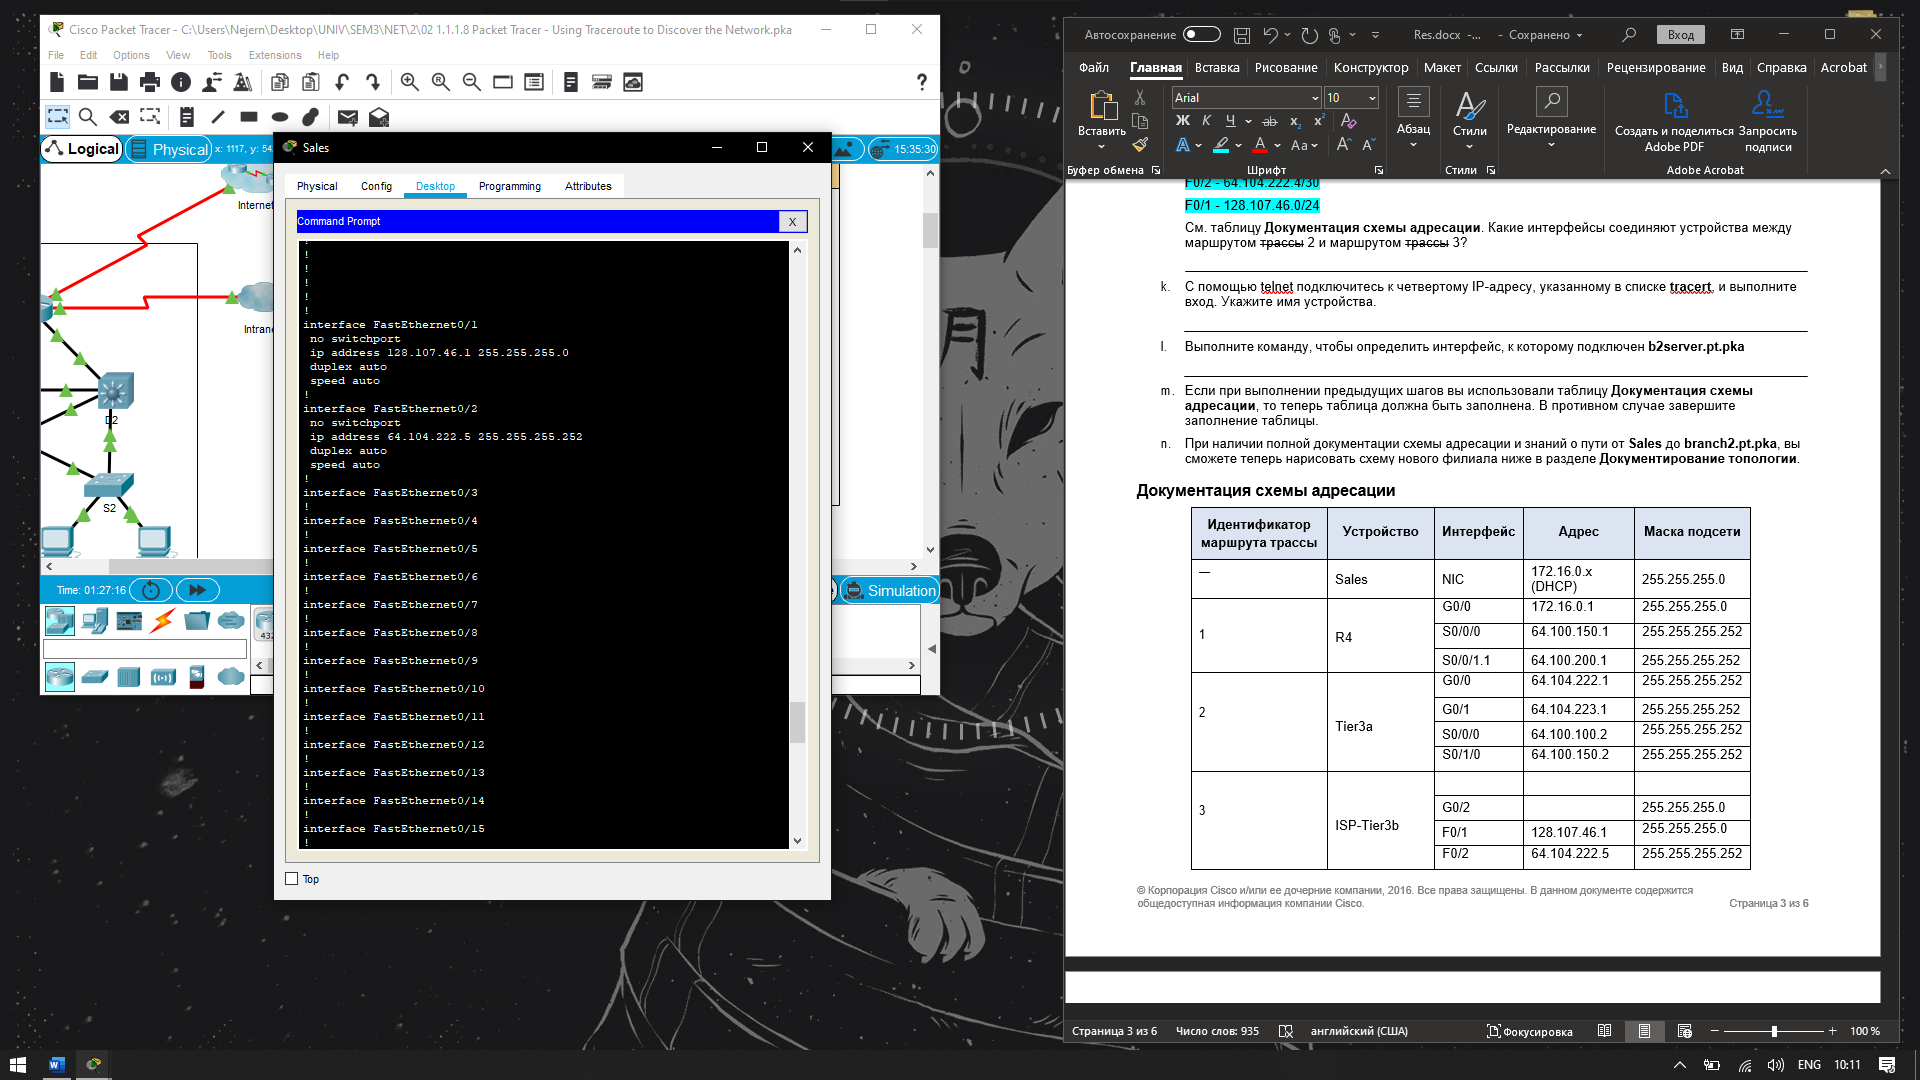 Cisco Packet Tracer - C:\Users\Nejern\Desktop\UNIV\SEM3\NET\2\02 1.1.1.8 Packet Tracer - Using Traceroute to Discover the Network.pka
File Edit Options View Tools Extensions Help
Logical
Physical x: 1117, y: 54
15:35:30
Internet
Intrane
D2
S2
Time: 01:27:16
Simulation
432
Sales
Physical Config Desktop Programming Attributes
Command Prompt X
!
!
!
!
!
interface FastEthernet0/1
no switchport
ip address 128.107.46.1 255.255.255.0
duplex auto
speed auto
!
interface FastEthernet0/2
no switchport
ip address 64.104.222.5 255.255.255.252
duplex auto
speed auto
!
interface FastEthernet0/3
!
interface FastEthernet0/4
!
interface FastEthernet0/5
!
interface FastEthernet0/6
!
interface FastEthernet0/7
!
interface FastEthernet0/8
!
interface FastEthernet0/9
!
interface FastEthernet0/10
!
interface FastEthernet0/11
!
interface FastEthernet0/12
!
interface FastEthernet0/13
!
interface FastEthernet0/14
!
interface FastEthernet0/15
!
Top
月
Автосохранение Res.docx -... - Сохранено Вход
Файл Главная Вставка Рисование Конструктор Макет Ссылки Рассылки Рецензирование Вид Справка Acrobat
Вставить
Буфер обмена
Arial 10
Ж К Ч ab x₂ x²
Aa
Шрифт
Абзац
Стили
Стили
Редактирование
Создать и поделиться Adobe PDF
Запросить подписи
Adobe Acrobat
F0/2 - 64.104.222.4/30
F0/1 - 128.107.46.0/24
См. таблицу Документация схемы адресации. Какие интерфейсы соединяют устройства между
маршрутом трассы 2 и маршрутом трассы 3?
k. С помощью telnet подключитесь к четвертому IP-адресу, указанному в списке tracert, и выполните
вход. Укажите имя устройства.
l. Выполните команду, чтобы определить интерфейс, к которому подключен b2server.pt.pka
m. Если при выполнении предыдущих шагов вы использовали таблицу Документация схемы
адресации, то теперь таблица должна быть заполнена. В противном случае завершите
заполнение таблицы.
n. При наличии полной документации схемы адресации и знаний о пути от Sales до branch2.pt.pka, вы
сможете теперь нарисовать схему нового филиала ниже в разделе Документирование топологии.
Документация схемы адресации
Идентификатор маршрута трассы Устройство Интерфейс Адрес Маска подсети
— Sales NIC 172.16.0.x (DHCP) 255.255.255.0
1 R4 G0/0 172.16.0.1 255.255.255.0
S0/0/0 64.100.150.1 255.255.255.252
S0/0/1.1 64.100.200.1 255.255.255.252
2 Tier3a G0/0 64.104.222.1 255.255.255.252
G0/1 64.104.223.1 255.255.255.252
S0/0/0 64.100.100.2 255.255.255.252
S0/1/0 64.100.150.2 255.255.255.252
3 ISP-Tier3b
G0/2 255.255.255.0
F0/1 128.107.46.1 255.255.255.0
F0/2 64.104.222.5 255.255.255.252
© Корпорация Cisco и/или ее дочерние компании, 2016. Все права защищены. В данном документе содержится
общедоступная информация компании Cisco. Страница 3 из 6
Страница 3 из 6 Число слов: 935 английский (США) Фокусировка 100 %
ENG 10:11